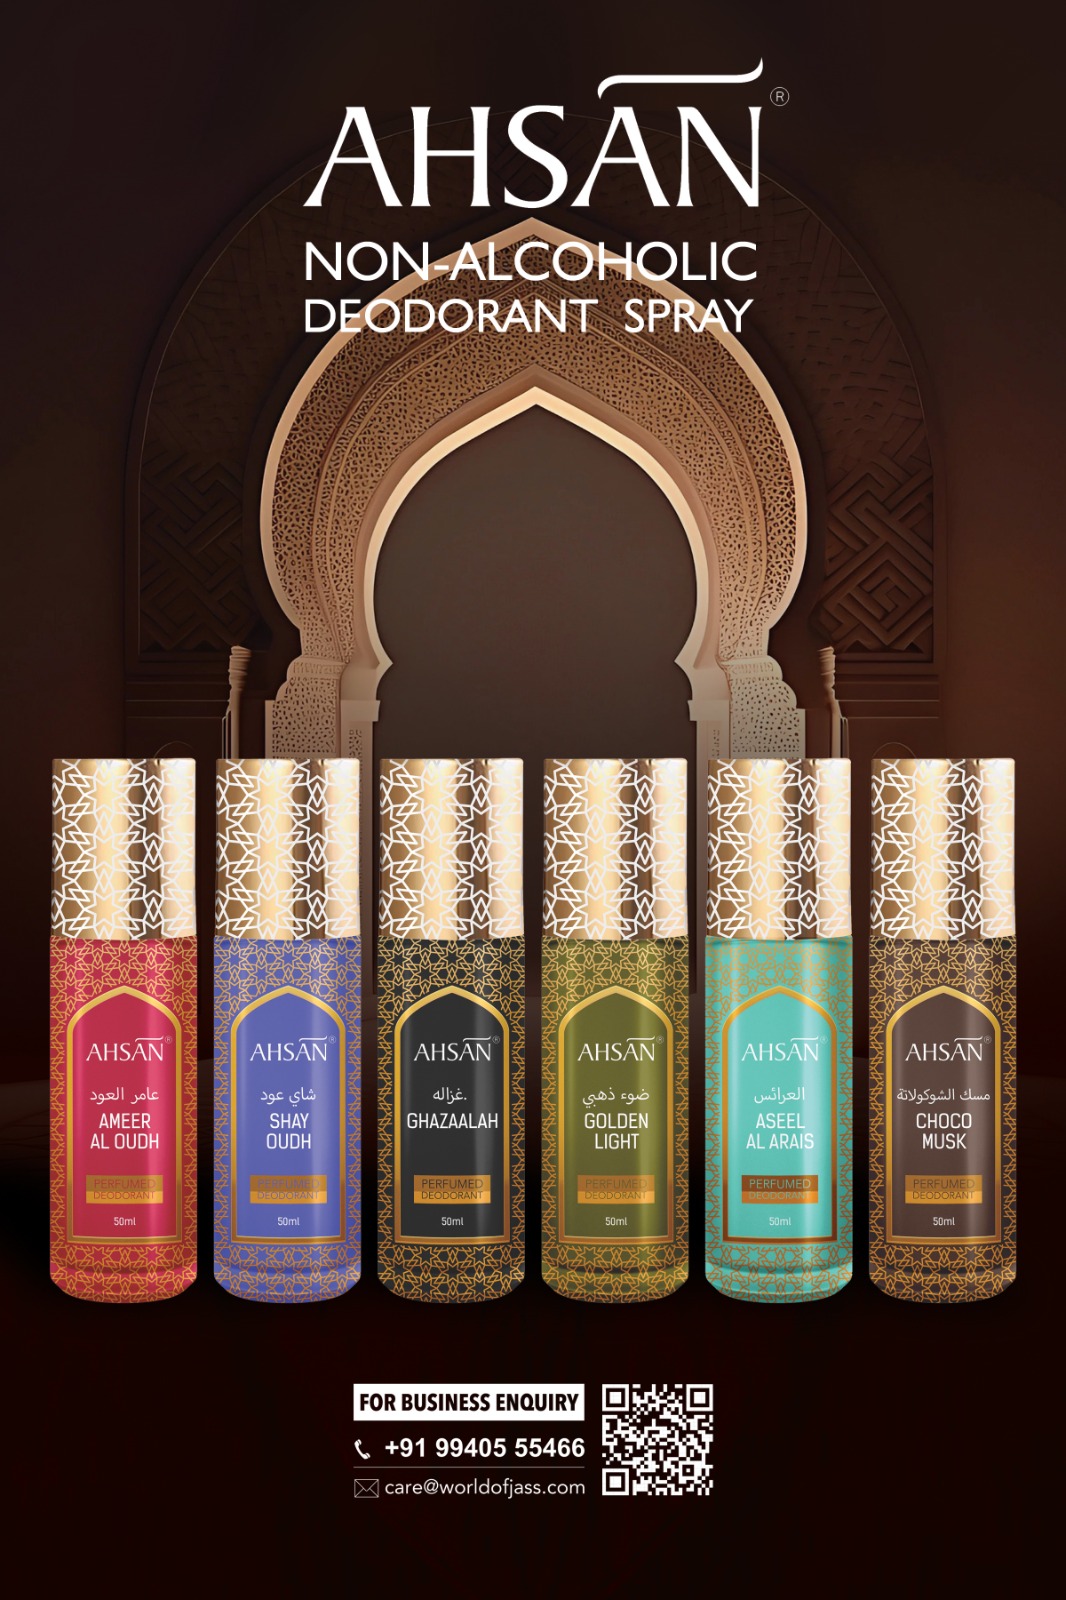 AHSAN®
NON-ALCOHOLIC
DEODORANT SPRAY
AHSAN®
عامر العود
AMEER
AL OUDH
PERFUMED
DEODORANT
50ml
AHSAN®
شاي عود
SHAY
OUDH
PERFUMED
DEODORANT
50ml
AHSAN®
غزاله.
GHAZAALAH
PERFUMED
DEODORANT
50ml
AHSAN®
ضوء ذهبي
GOLDEN
LIGHT
PERFUMED
DEODORANT
50ml
AHSAN®
العرائس
ASEEL
AL ARAIS
PERFUMED
DEODORANT
50ml
AHSAN®
مسك الشوكولاتة
CHOCO
MUSK
PERFUMED
DEODORANT
50ml
FOR BUSINESS ENQUIRY
+91 99405 55466
care@worldofjass.com